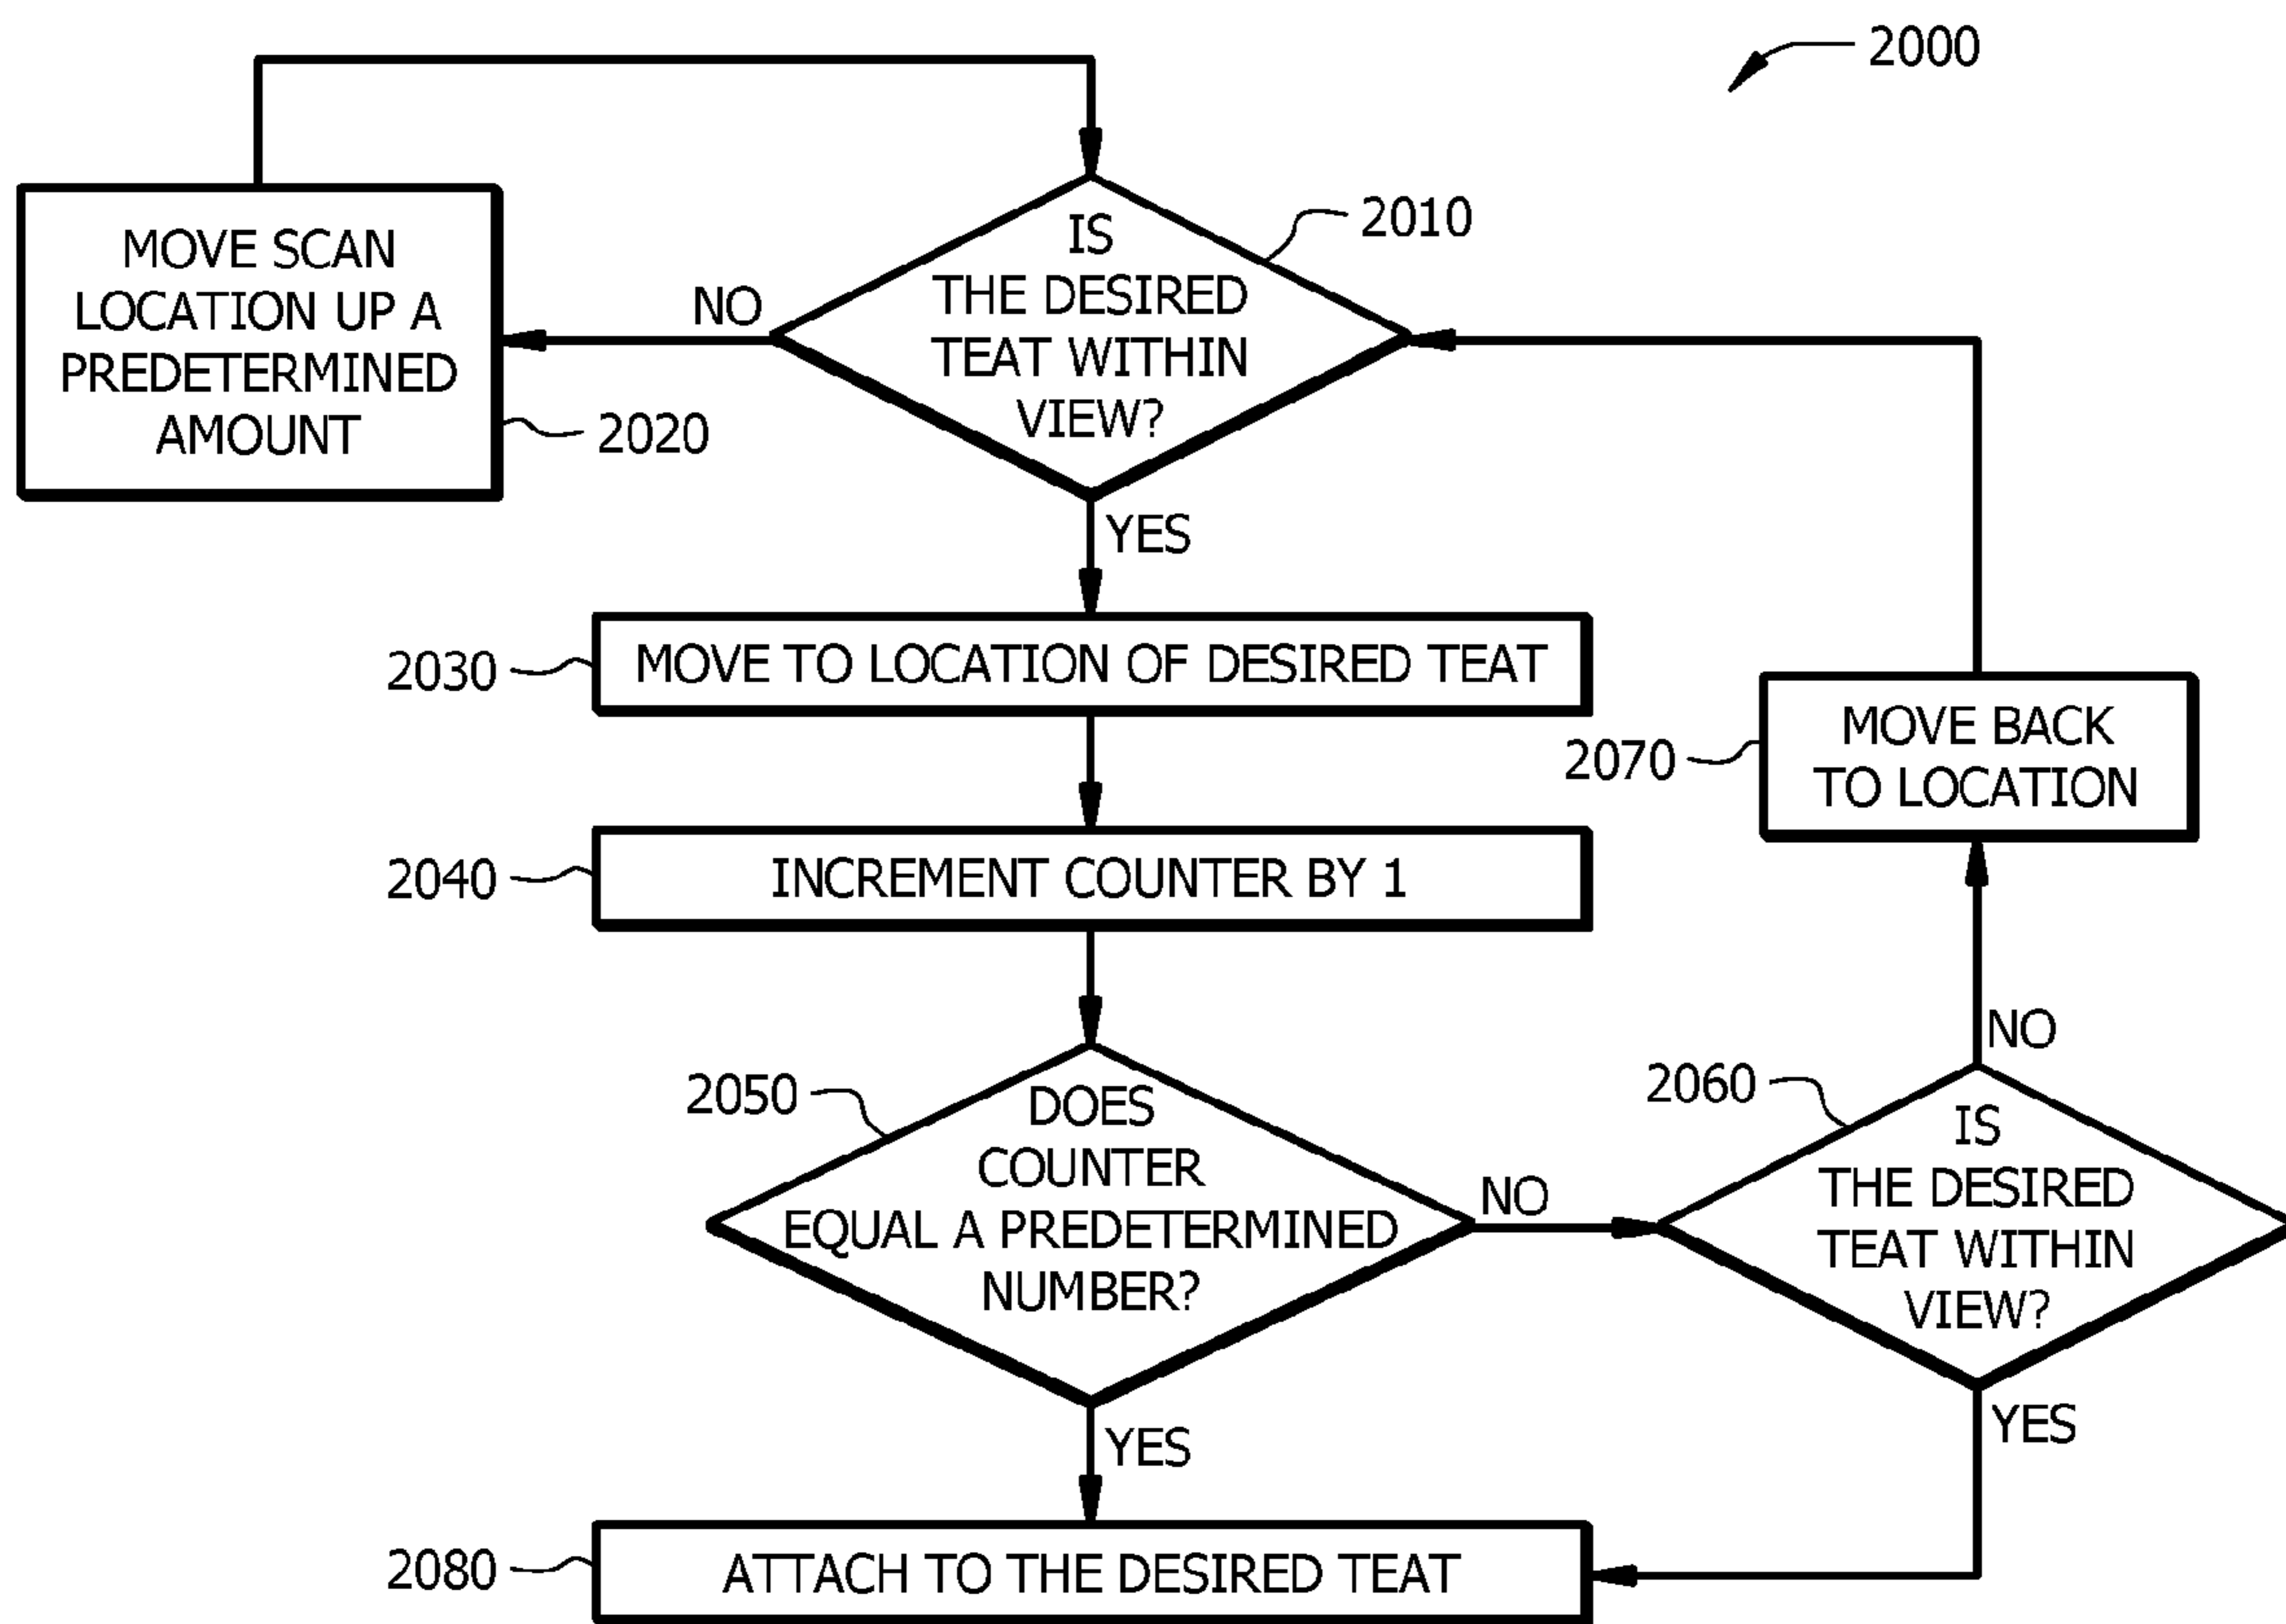 2000
MOVE SCAN
LOCATION UP A
PREDETERMINED
AMOUNT
2020
NO
IS
THE DESIRED
TEAT WITHIN
VIEW?
2010
YES
2030
MOVE TO LOCATION OF DESIRED TEAT
2040
INCREMENT COUNTER BY 1
2050
DOES
COUNTER
EQUAL A PREDETERMINED
NUMBER?
NO
2060
IS
THE DESIRED
TEAT WITHIN
VIEW?
NO
2070
MOVE BACK
TO LOCATION
YES
YES
2080
ATTACH TO THE DESIRED TEAT